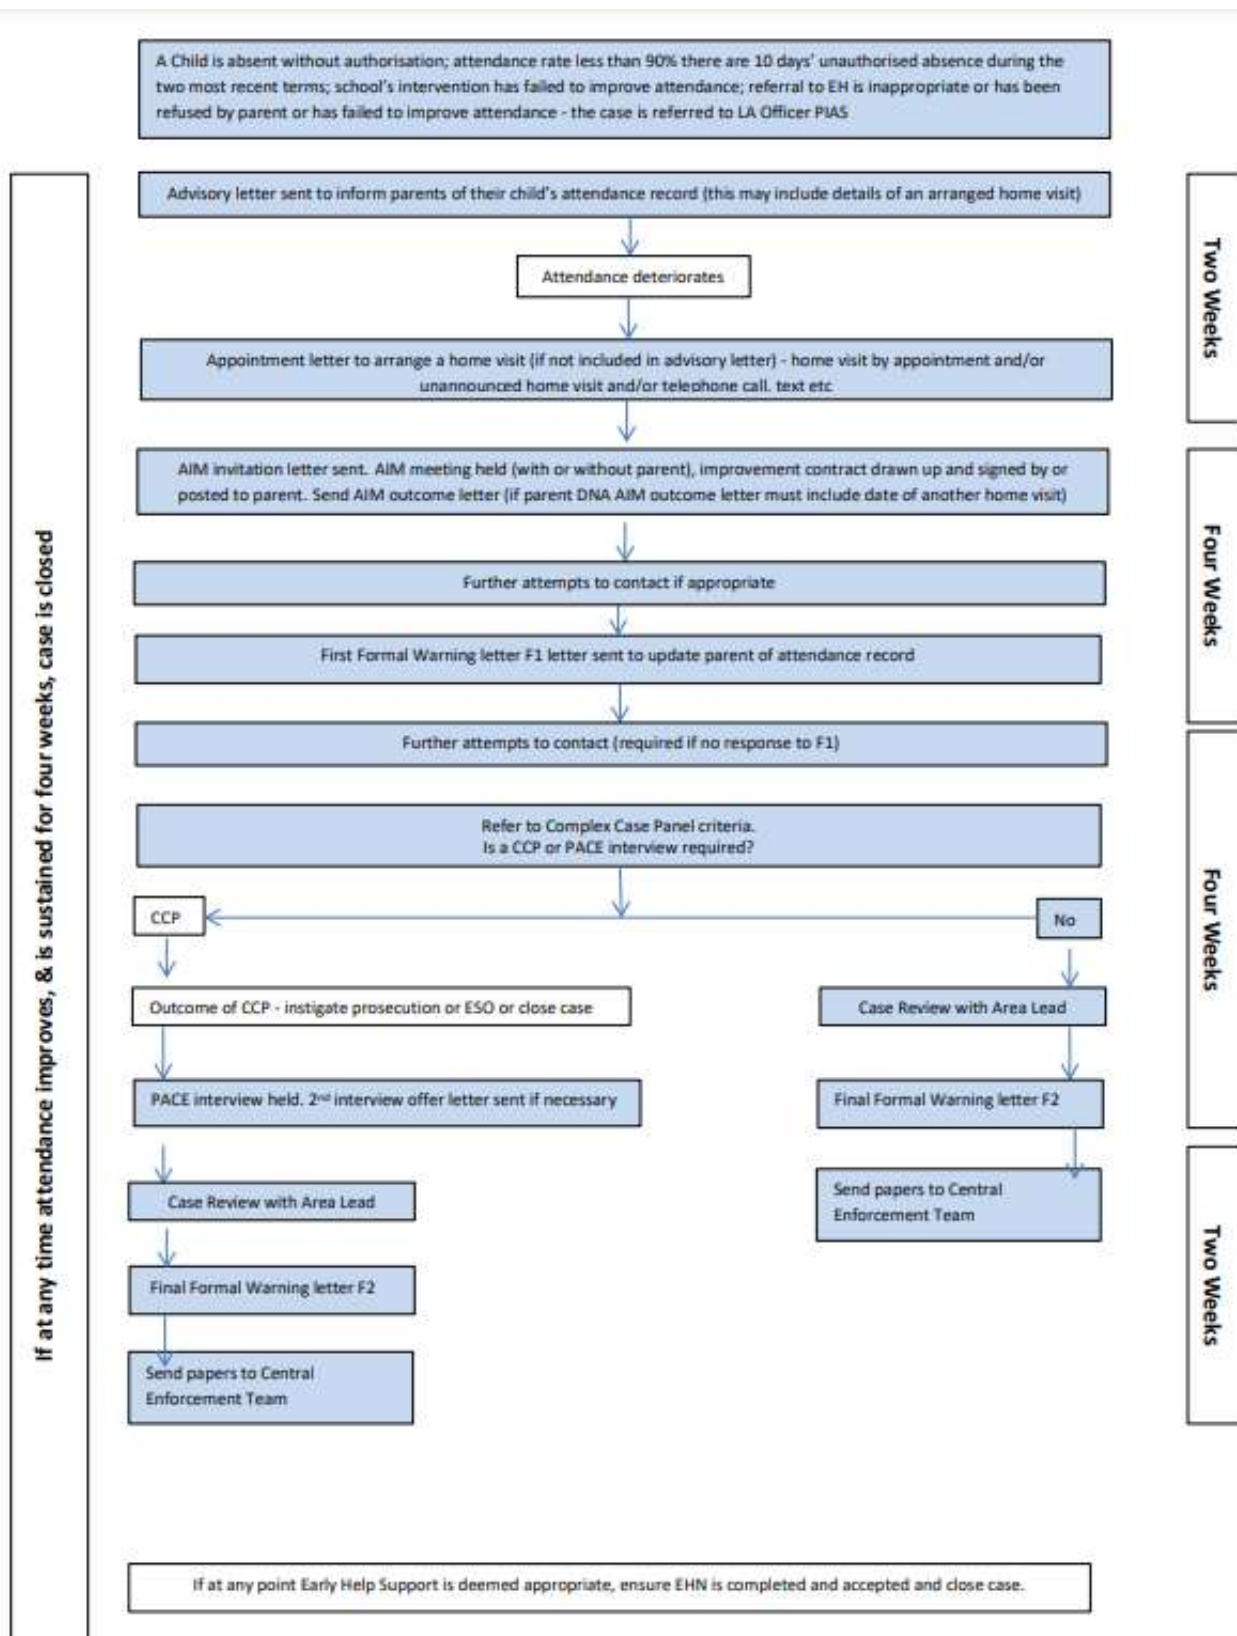 A Child is absent without authorisation; attendance rate less than 90% there are 10 days' unauthorised absence during the
two most recent terms; school's intervention has failed to improve attendance; referral to EH is inappropriate or has been
refused by parent or has failed to improve attendance - the case is referred to LA Officer PIAS
If at any time attendance improves, & is sustained for four weeks, case is closed
Advisory letter sent to inform parents of their child's attendance record (this may include details of an arranged home visit)
Two Weeks
Attendance deteriorates
Appointment letter to arrange a home visit (if not included in advisory letter) - home visit by appointment and/or
unannounced home visit and/or telephone call. text etc
AIM invitation letter sent. AIM meeting held (with or without parent), improvement contract drawn up and signed by or
posted to parent. Send AIM outcome letter (if parent DNA AIM outcome letter must include date of another home visit)
Four Weeks
Further attempts to contact if appropriate
First Formal Warning letter F1 letter sent to update parent of attendance record
Further attempts to contact (required if no response to F1)
Four Weeks
Refer to Complex Case Panel criteria.
Is a CCP or PACE interview required?
CCP
No
Outcome of CCP - instigate prosecution or ESO or close case
Case Review with Area Lead
PACE interview held. 2nd interview offer letter sent if necessary
Final Formal Warning letter F2
Two Weeks
Case Review with Area Lead
Send papers to Central
Enforcement Team
Final Formal Warning letter F2
Send papers to Central
Enforcement Team
If at any point Early Help Support is deemed appropriate, ensure EHN is completed and accepted and close case.